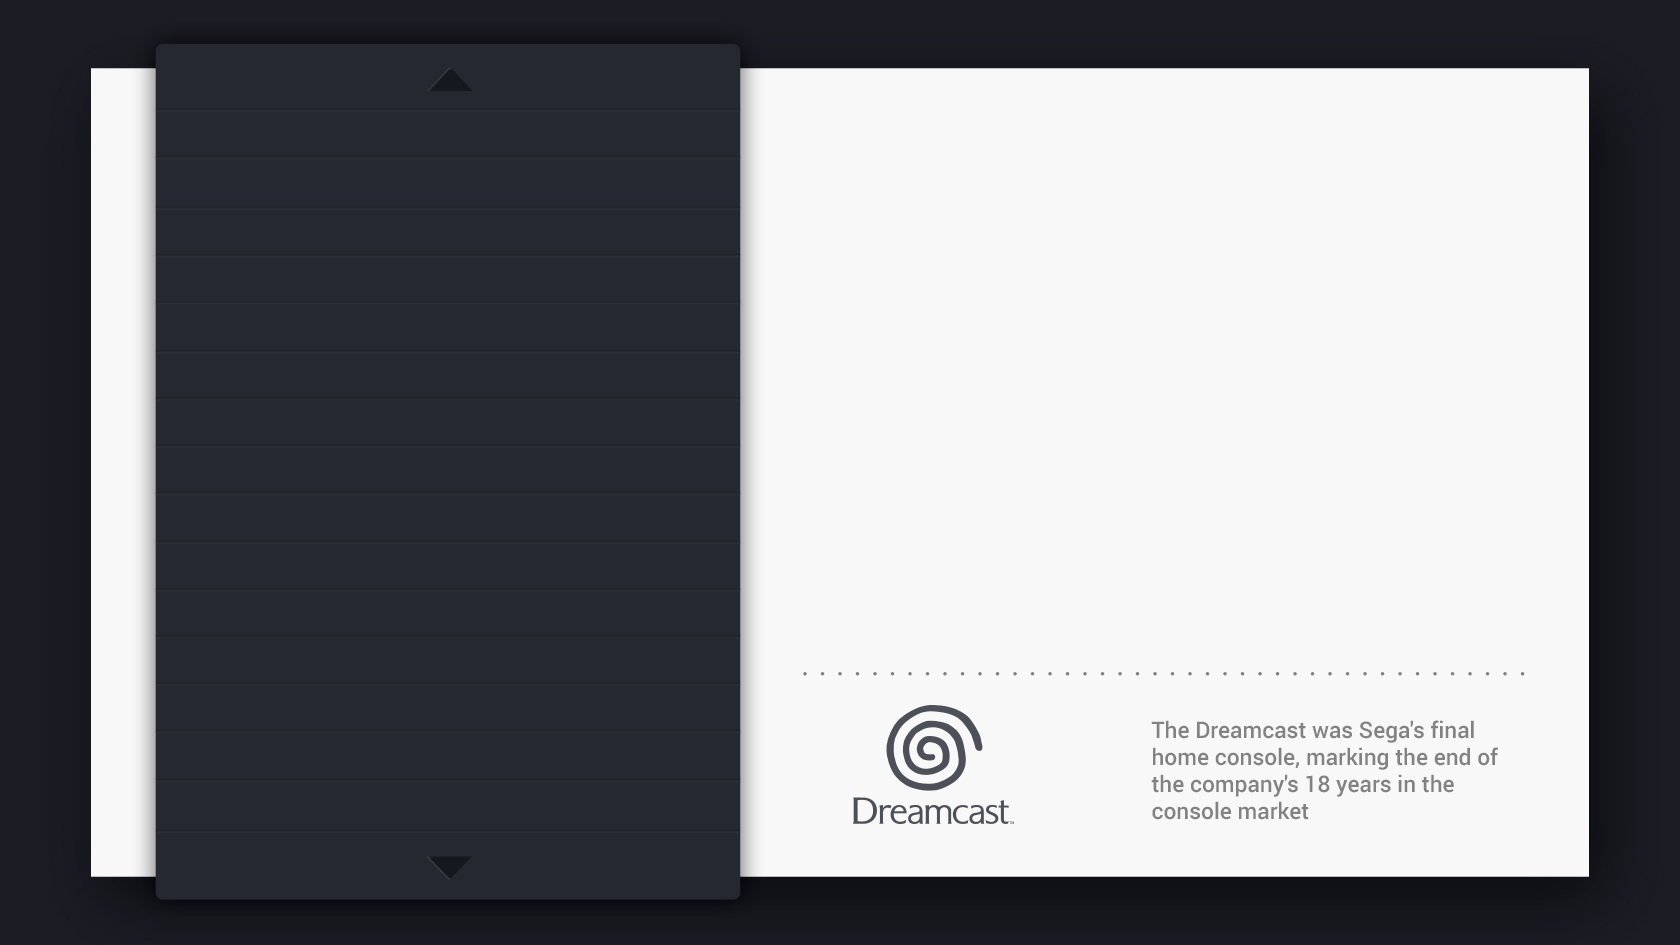 Dreamcast™
The Dreamcast was Sega's final
home console, marking the end of
the company's 18 years in the
console market